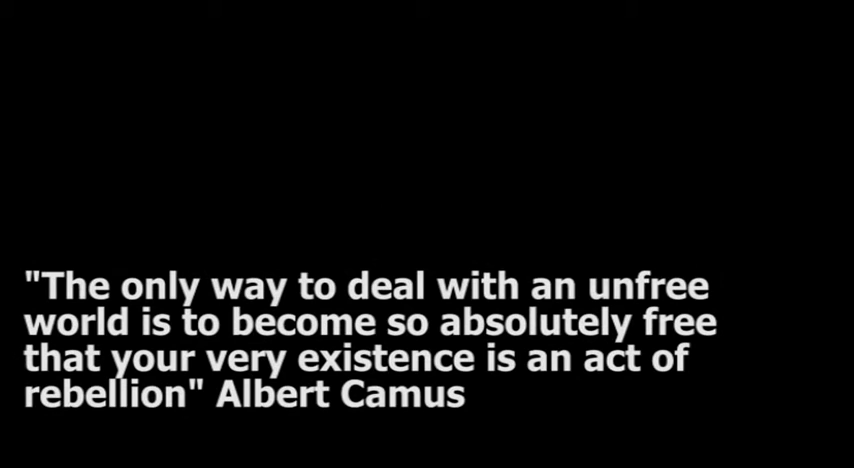 "The only way to deal with an unfree
world is to become so absolutely free
that your very existence is an act of
rebellion" Albert Camus